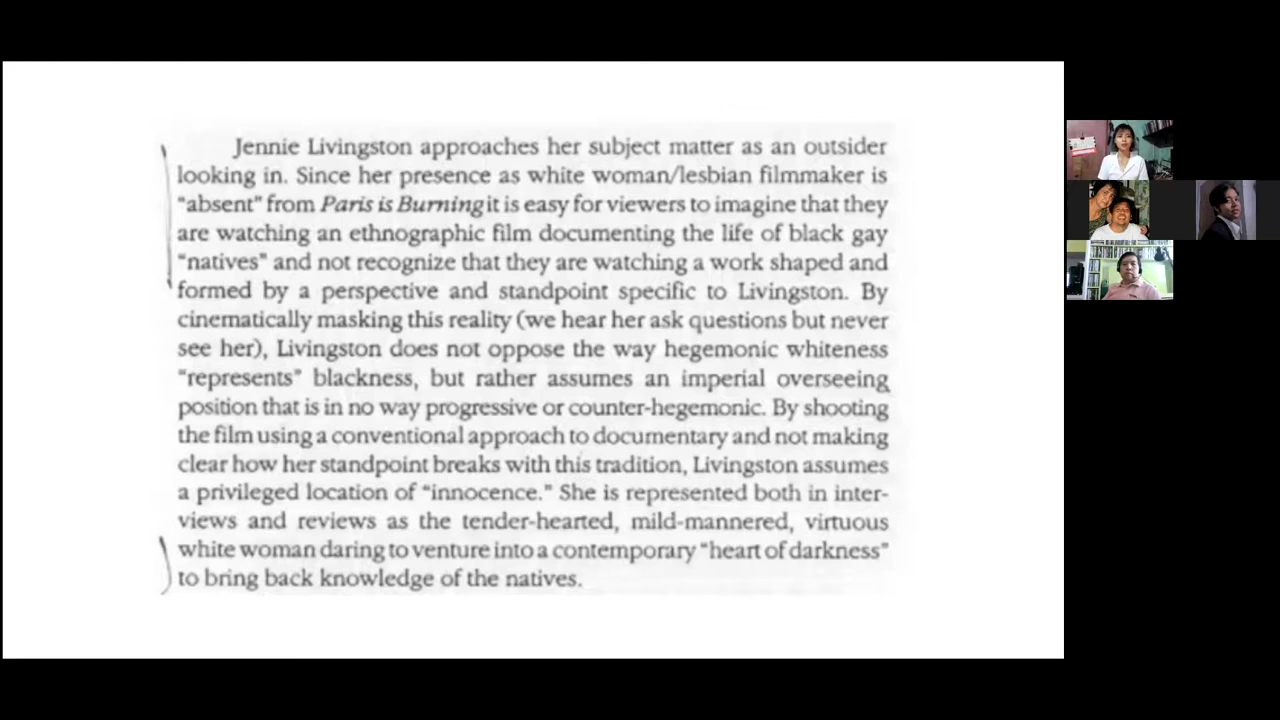 Jennie Livingston approaches her subject matter as an outsider
looking in. Since her presence as white woman/lesbian filmmaker is
"absent" from Paris is Burning it is easy for viewers to imagine that they
are watching an ethnographic film documenting the life of black gay
"natives" and not recognize that they are watching a work shaped and
formed by a perspective and standpoint specific to Livingston. By
cinematically masking this reality (we hear her ask questions but never
see her), Livingston does not oppose the way hegemonic whiteness
"represents" blackness, but rather assumes an imperial overseeing
position that is in no way progressive or counter-hegemonic. By shooting
the film using a conventional approach to documentary and not making
clear how her standpoint breaks with this tradition, Livingston assumes
a privileged location of "innocence." She is represented both in inter-
views and reviews as the tender-hearted, mild-mannered, virtuous
white woman daring to venture into a contemporary "heart of darkness"
to bring back knowledge of the natives.